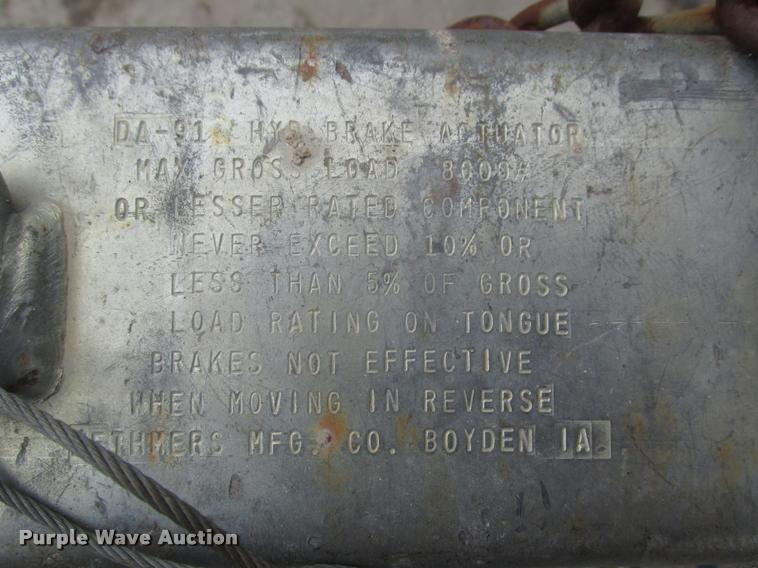 DA-91 HYD BRAKE ACTUATOR
MAX GROSS LOAD 8000#
OR LESSER RATED COMPONENT
NEVER EXCEED 10% OR
LESS THAN 5% OF GROSS
LOAD RATING ON TONGUE
BRAKES NOT EFFECTIVE
WHEN MOVING IN REVERSE
DETHMERS MFG. CO. BOYDEN IA
Purple Wave Auction